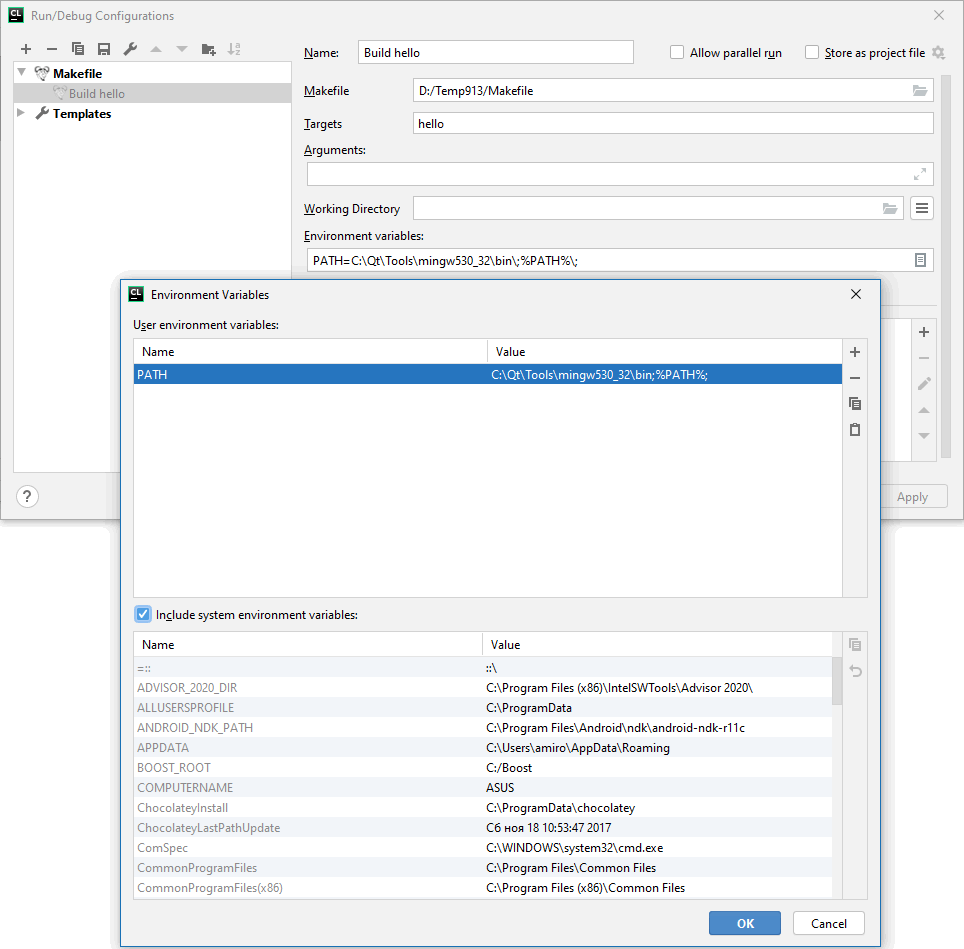 CL Run/Debug Configurations
Name: Build hello Allow parallel run Store as project file
Makefile
Build hello
Templates
Makefile D:/Temp913/Makefile
Targets hello
Arguments:
Working Directory
Environment variables:
PATH=C:\Qt\Tools\mingw530_32\bin\;%PATH%\;
? Apply
CL Environment Variables
User environment variables:
Name Value
PATH C:\Qt\Tools\mingw530_32\bin;%PATH%;
Include system environment variables:
Name Value
=:: ::\
ADVISOR_2020_DIR C:\Program Files (x86)\IntelSWTools\Advisor 2020\
ALLUSERSPROFILE C:\ProgramData
ANDROID_NDK_PATH C:\Program Files\Android\ndk\android-ndk-r11c
APPDATA C:\Users\amiro\AppData\Roaming
BOOST_ROOT C:/Boost
COMPUTERNAME ASUS
ChocolateyInstall C:\ProgramData\chocolatey
ChocolateyLastPathUpdate Сб ноя 18 10:53:47 2017
ComSpec C:\WINDOWS\system32\cmd.exe
CommonProgramFiles C:\Program Files\Common Files
CommonProgramFiles(x86) C:\Program Files (x86)\Common Files
OK Cancel